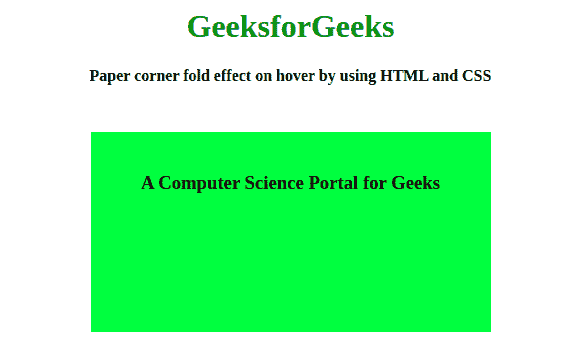 GeeksforGeeks
Paper corner fold effect on hover by using HTML and CSS
A Computer Science Portal for Geeks